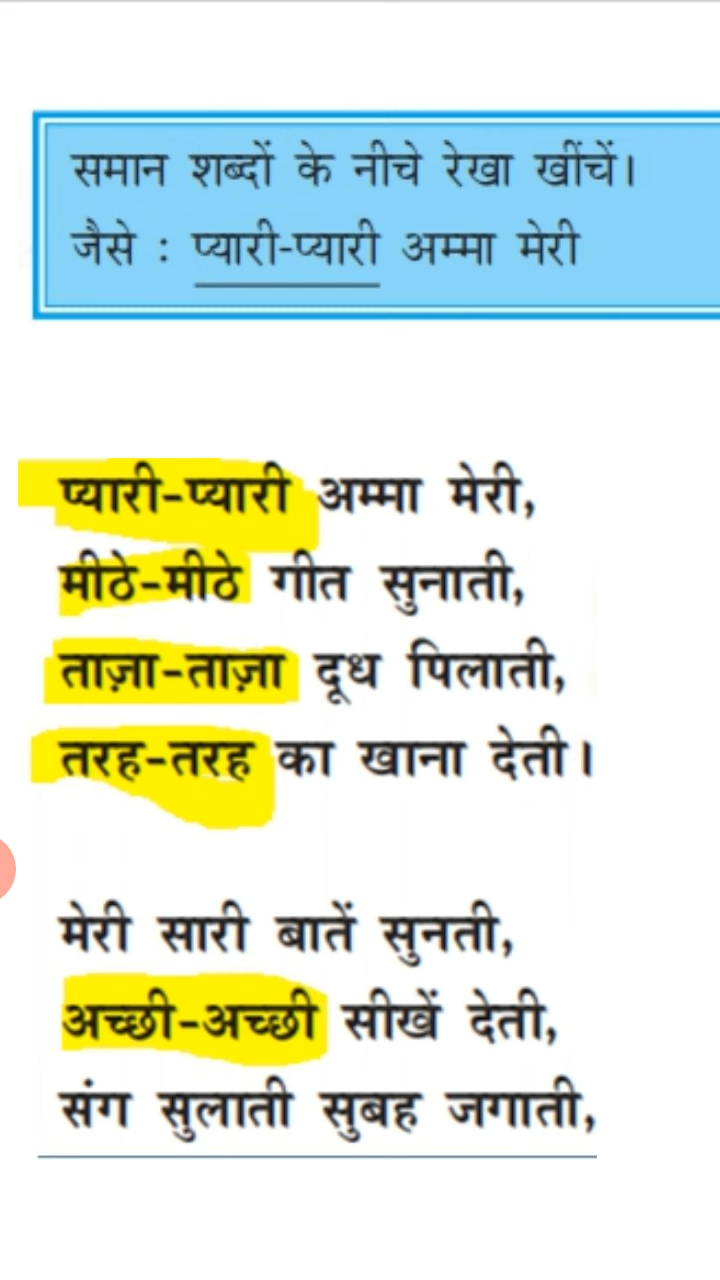 समान शब्दों के नीचे रेखा खींचें।
जैसे : प्यारी-प्यारी अम्मा मेरी
प्यारी-प्यारी अम्मा मेरी,
मीठे-मीठे गीत सुनाती,
ताज़ा-ताज़ा दूध पिलाती,
तरह-तरह का खाना देती।
मेरी सारी बातें सुनती,
अच्छी-अच्छी सीखें देती,
संग सुलाती सुबह जगाती,